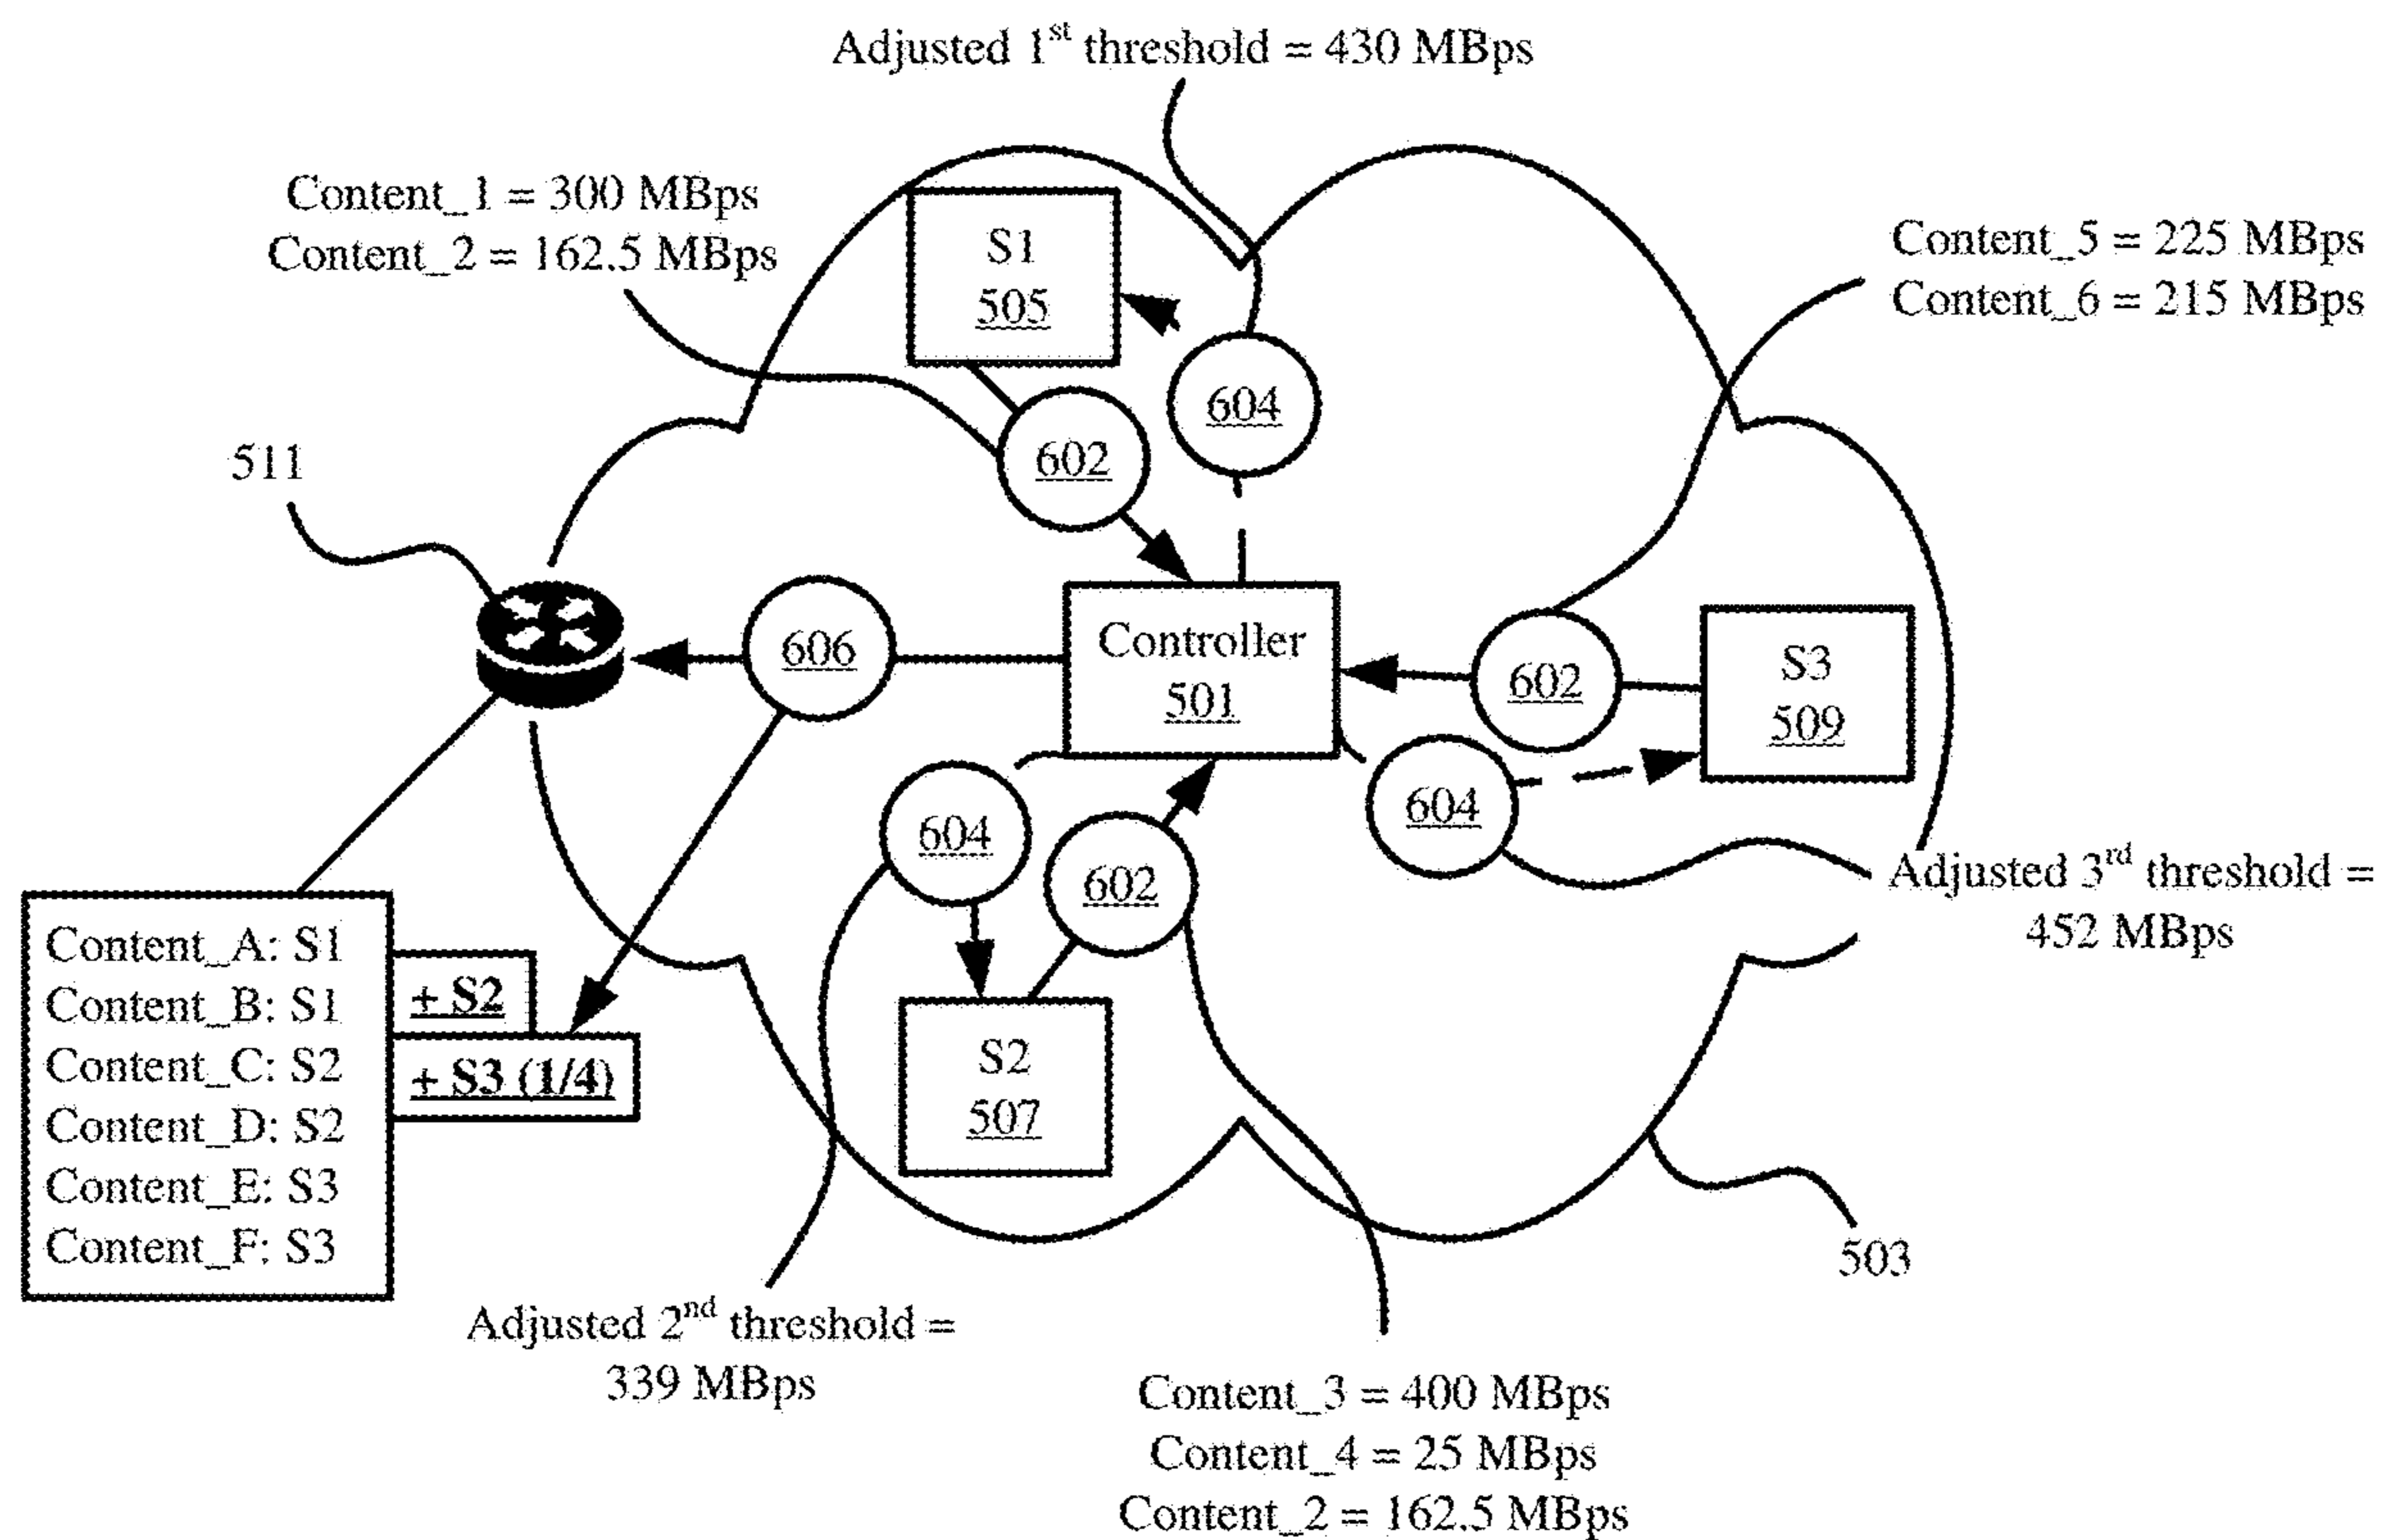 Adjusted 1st threshold = 430 MBps
Content_1 = 300 MBps
Content_2 = 162.5 MBps
Content_5 = 225 MBps
Content_6 = 215 MBps
S1
505
604
602
511
606
Controller
501
602
S3
509
604
602
604
Adjusted 3rd threshold =
452 MBps
Content_A: S1
Content_B: S1
Content_C: S2
Content_D: S2
Content_E: S3
Content_F: S3
+ S2
+ S3 (1/4)
S2
507
503
Adjusted 2nd threshold =
339 MBps
Content_3 = 400 MBps
Content_4 = 25 MBps
Content_2 = 162.5 MBps